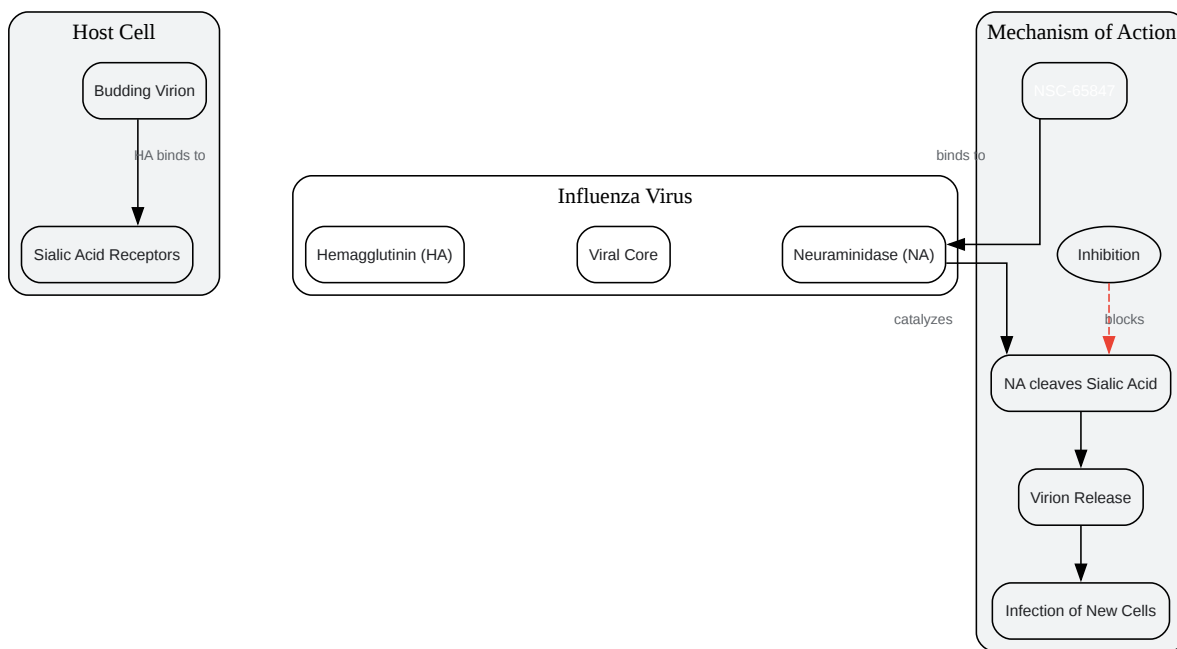 Host Cell
Budding Virion
HA binds to
Sialic Acid Receptors
Influenza Virus
Hemagglutinin (HA)
Viral Core
Neuraminidase (NA)
Mechanism of Action
NSC-65847
binds to
Inhibition
catalyzes
blocks
NA cleaves Sialic Acid
Virion Release
Infection of New Cells